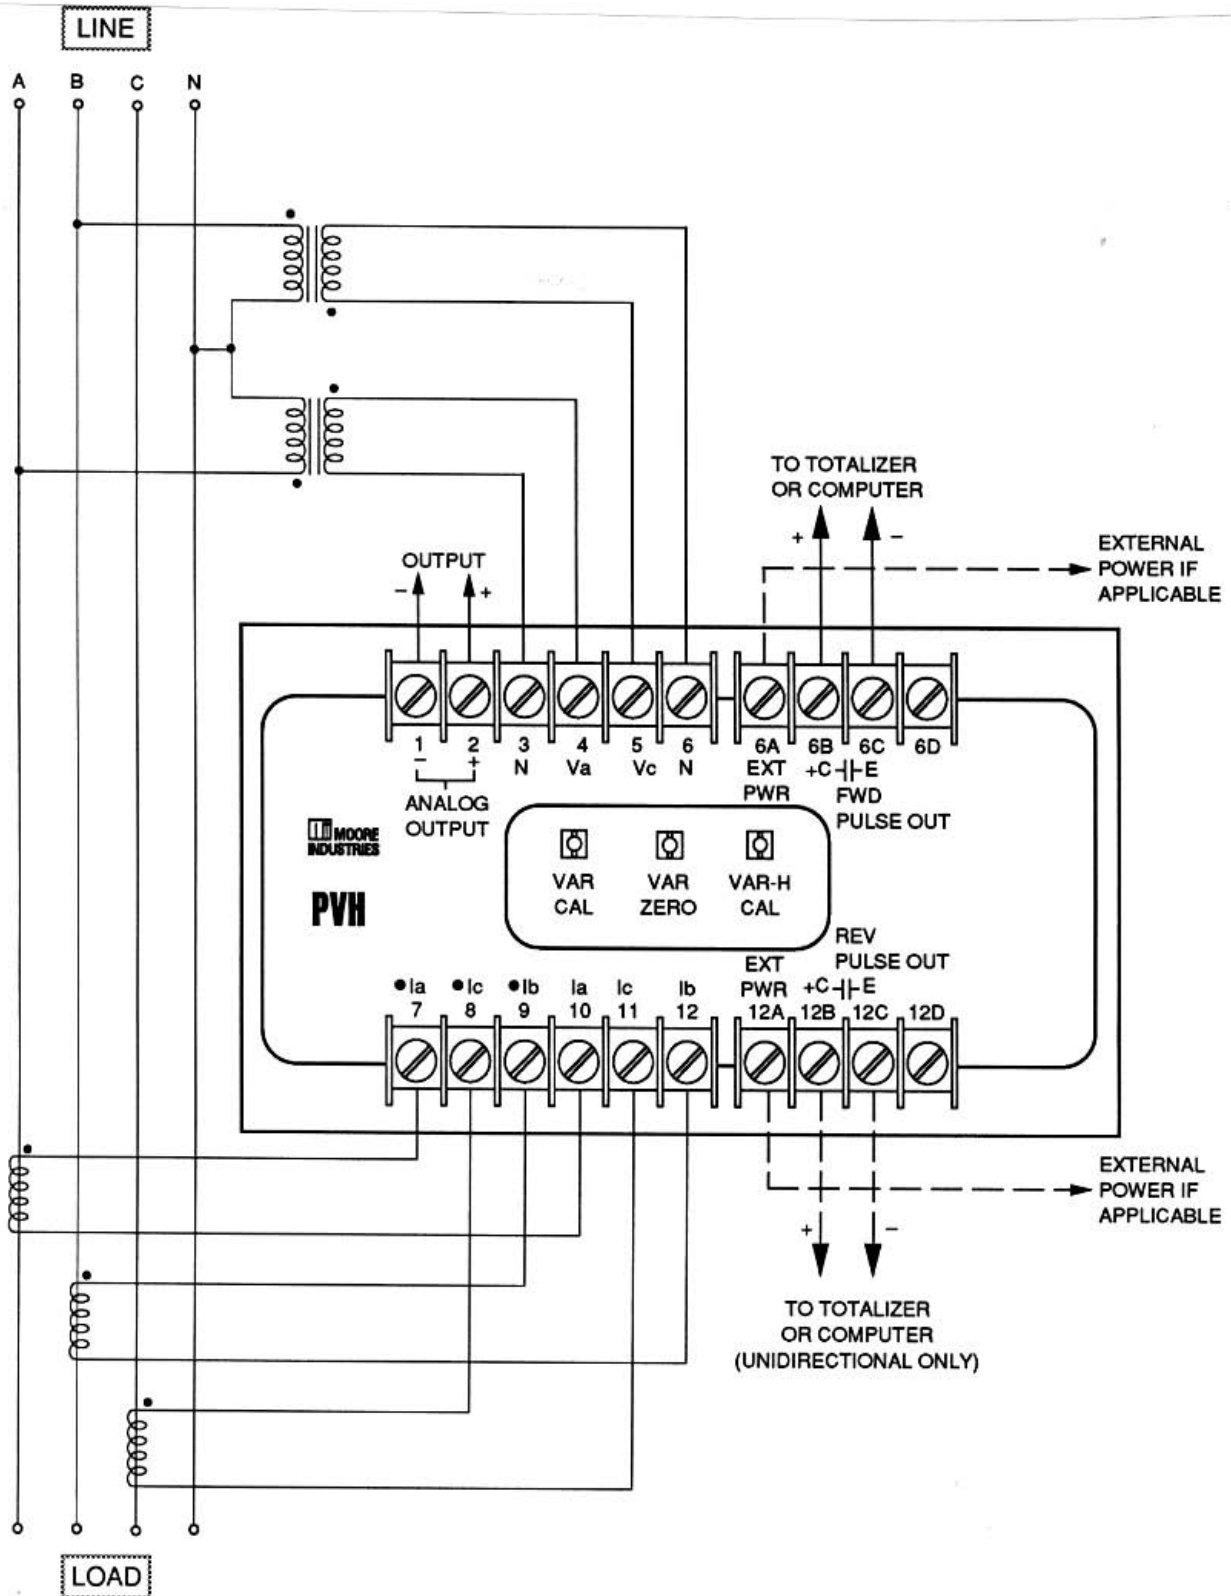 LINE
A B C N
TO TOTALIZER
OR COMPUTER
+ −
EXTERNAL
POWER IF
APPLICABLE
OUTPUT
− +
1 2 3 4 5 6 6A 6B 6C 6D
− + N Va Vc N EXT PWR +C E
ANALOG
OUTPUT
FWD
PULSE OUT
MOORE
INDUSTRIES
PVH
VAR
CAL
VAR
ZERO
VAR-H
CAL
REV
PULSE OUT
EXT
PWR
+C E
•Ia •Ic •Ib Ia Ic Ib
7 8 9 10 11 12 12A 12B 12C 12D
EXTERNAL
POWER IF
APPLICABLE
+ −
TO TOTALIZER
OR COMPUTER
(UNIDIRECTIONAL ONLY)
LOAD